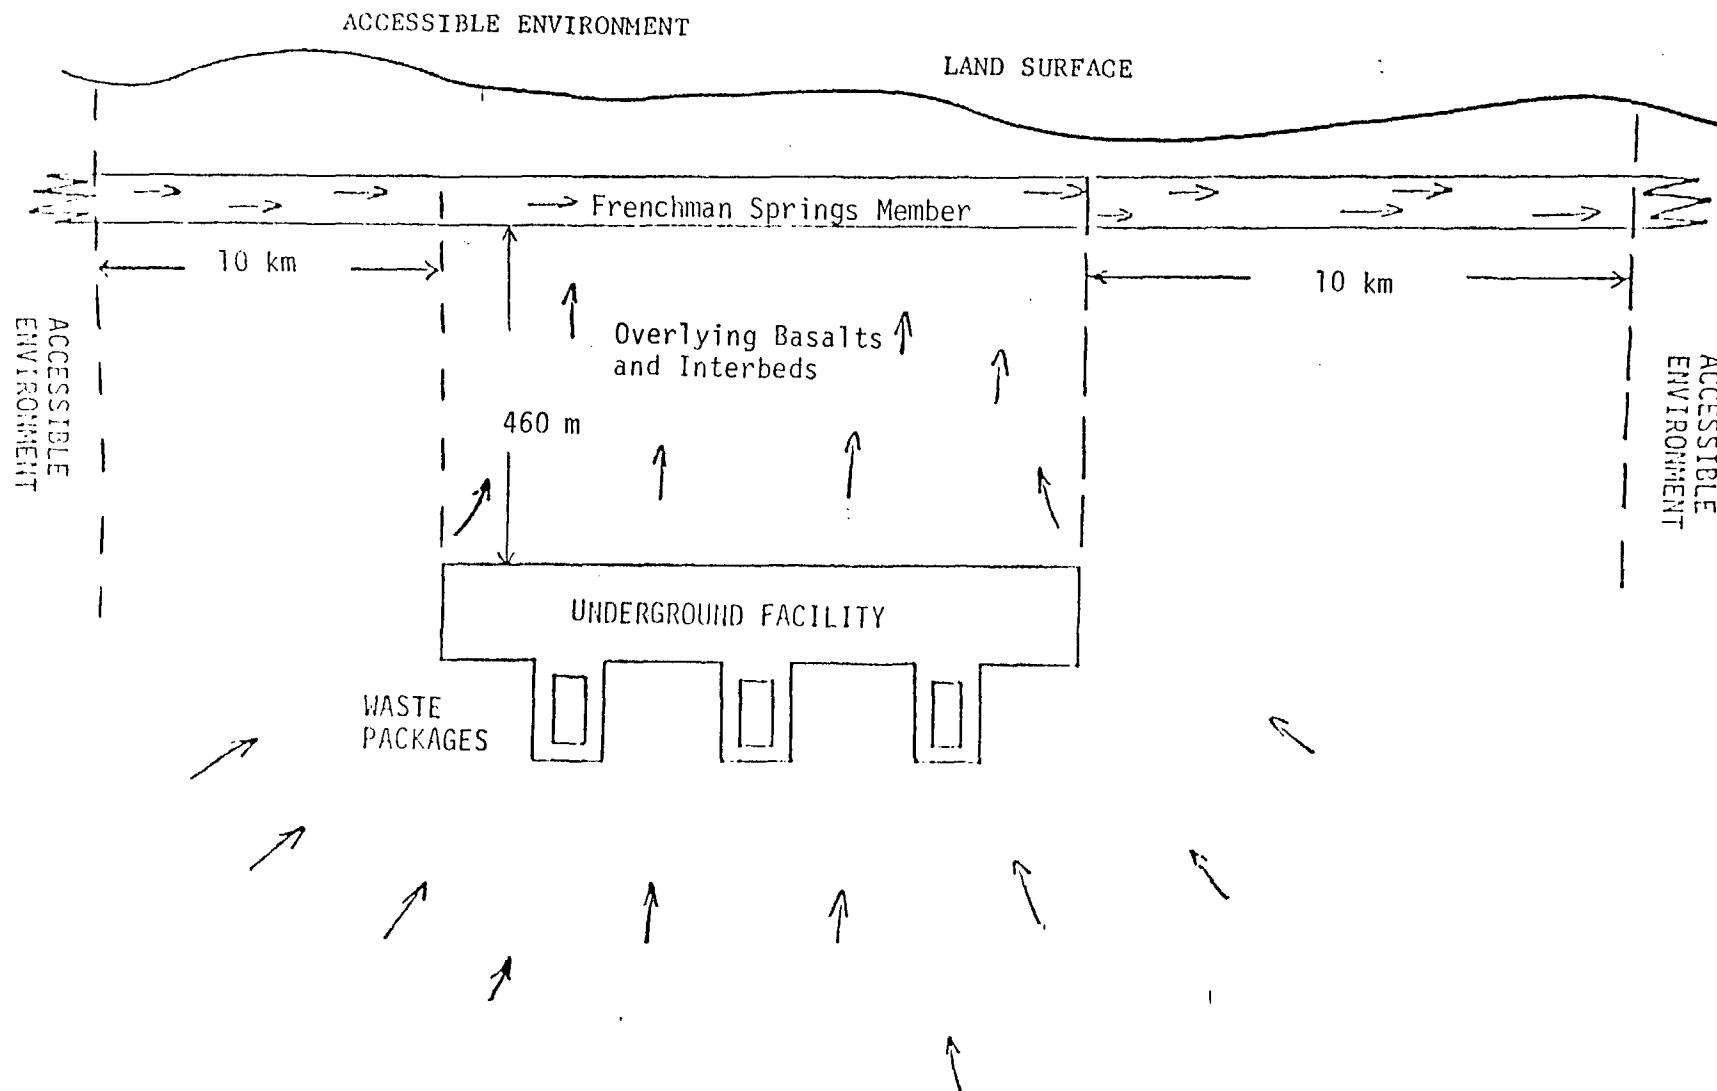 ACCESSIBLE ENVIRONMENT
LAND SURFACE
Frenchman Springs Member
10 km
10 km
ACCESSIBLE
ENVIRONMENT
Overlying Basalts
and Interbeds
ACCESSIBLE
ENVIRONMENT
460 m
UNDERGROUND FACILITY
WASTE
PACKAGES